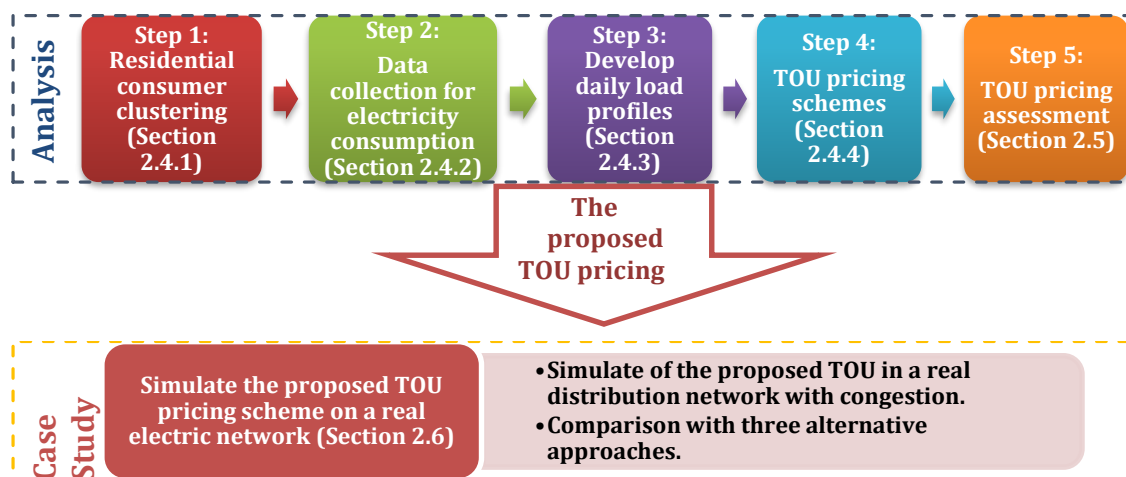 Analysis
Step 1:
Residential
consumer
clustering
(Section
2.4.1)
Step 2:
Data
collection for
electricity
consumption
(Section 2.4.2)
Step 3:
Develop
daily load
profiles
(Section
2.4.3)
Step 4:
TOU pricing
schemes
(Section
2.4.4)
Step 5:
TOU pricing
assessment
(Section 2.5)
The
proposed
TOU pricing
Case
Study
Simulate the proposed TOU
pricing scheme on a real
electric network (Section 2.6)
•Simulate of the proposed TOU in a real
distribution network with congestion.
•Comparison with three alternative
approaches.